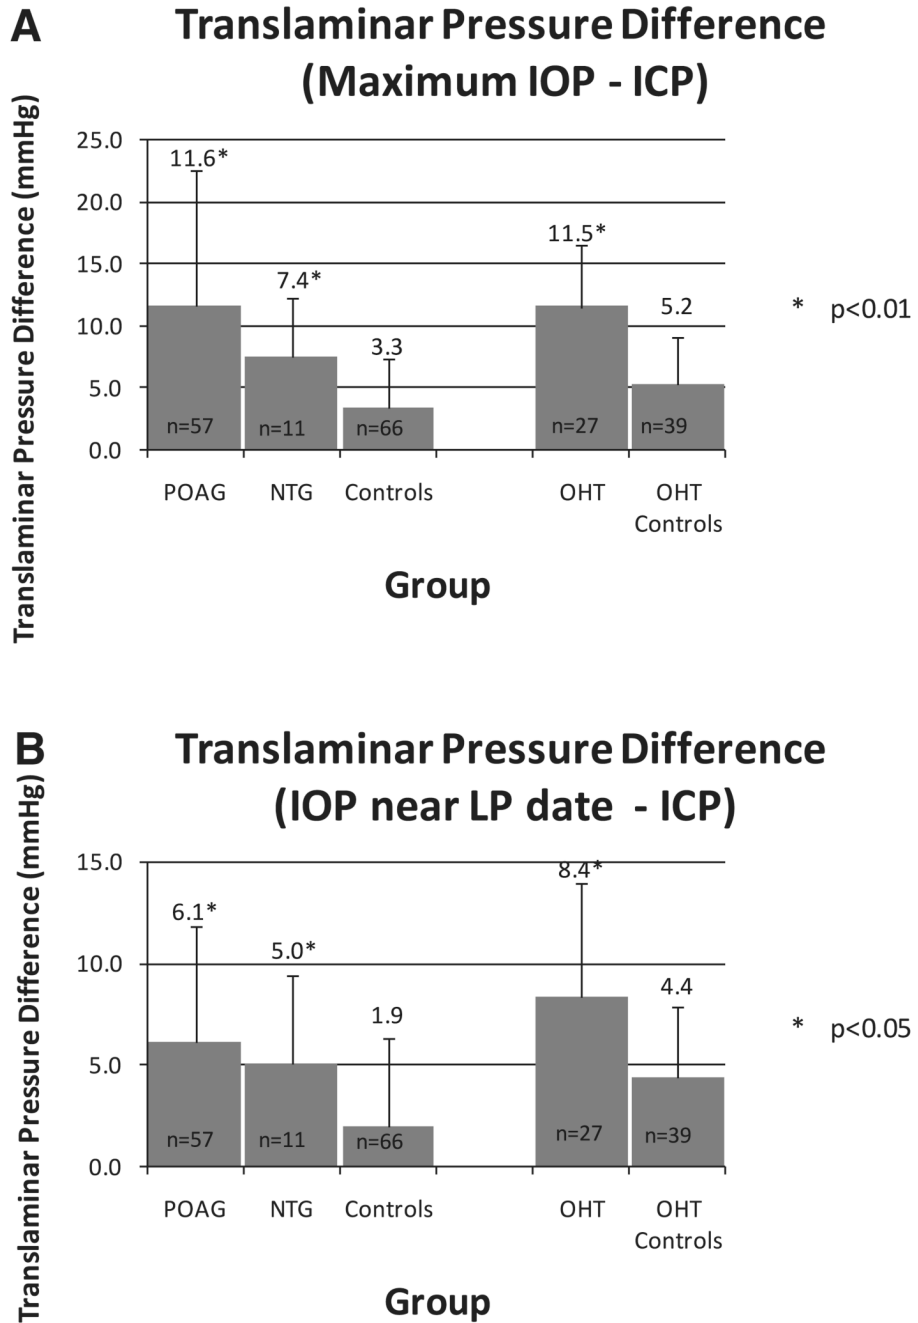 A
Translaminar Pressure Difference
(Maximum IOP - ICP)
Translaminar Pressure Difference (mmHg)
25.0
20.0
15.0
10.0
5.0
0.0
11.6*
7.4*
3.3
11.5*
5.2
n=57
n=11
n=66
n=27
n=39
* p<0.01
POAG
NTG
Controls
OHT
OHT
Controls
Group
B
Translaminar Pressure Difference
(IOP near LP date - ICP)
Translaminar Pressure Difference (mmHg)
15.0
10.0
5.0
0.0
6.1*
5.0*
1.9
8.4*
4.4
n=57
n=11
n=66
n=27
n=39
* p<0.05
POAG
NTG
Controls
OHT
OHT
Controls
Group